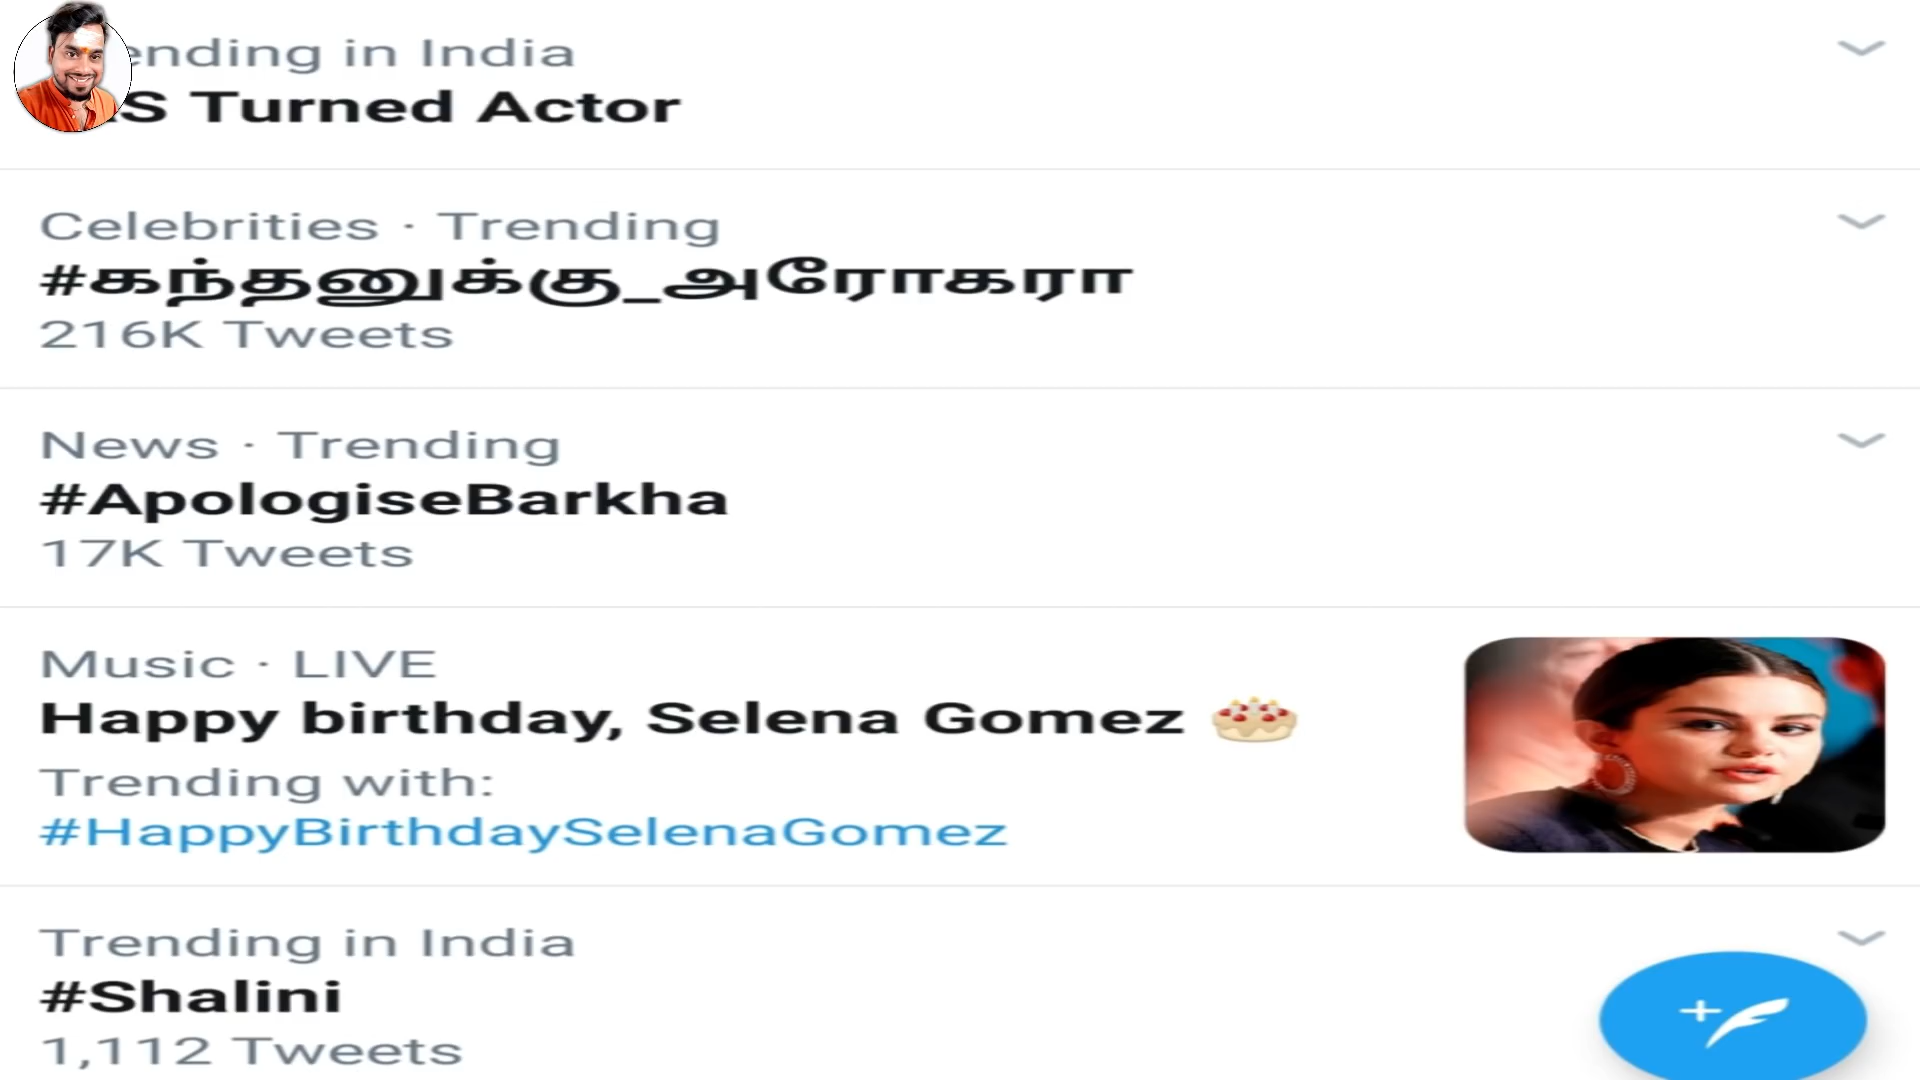 in India
Turned Actor
Celebrities · Trending
#கந்தனுக்கு_அரோகரா
216K Tweets
News · Trending
#ApologiseBarkha
17K Tweets
Music · LIVE
Happy birthday, Selena Gomez 🎂
Trending with:
#HappyBirthdaySelenaGomez
Trending in India
#Shalini
1,112 Tweets